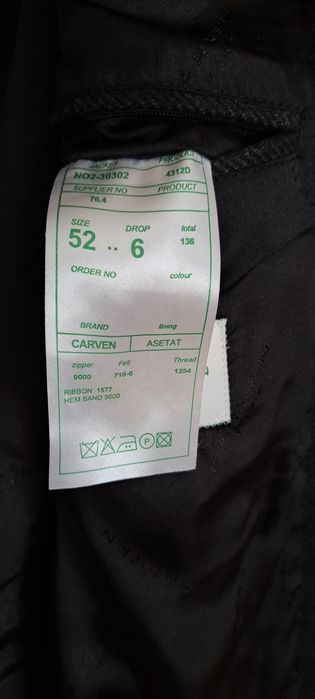 JACKET PRODUCT
NO2-30302 4312D
SUPPLIER NO PRODUCT
76.4
SIZE DROP total
52 .. 6 136
ORDER NO colour
BRAND lining
CARVEN ASETAT
zipper Felt Thread
9000 718-6 1254
RIBBON 1577
HEM BAND 9000
P